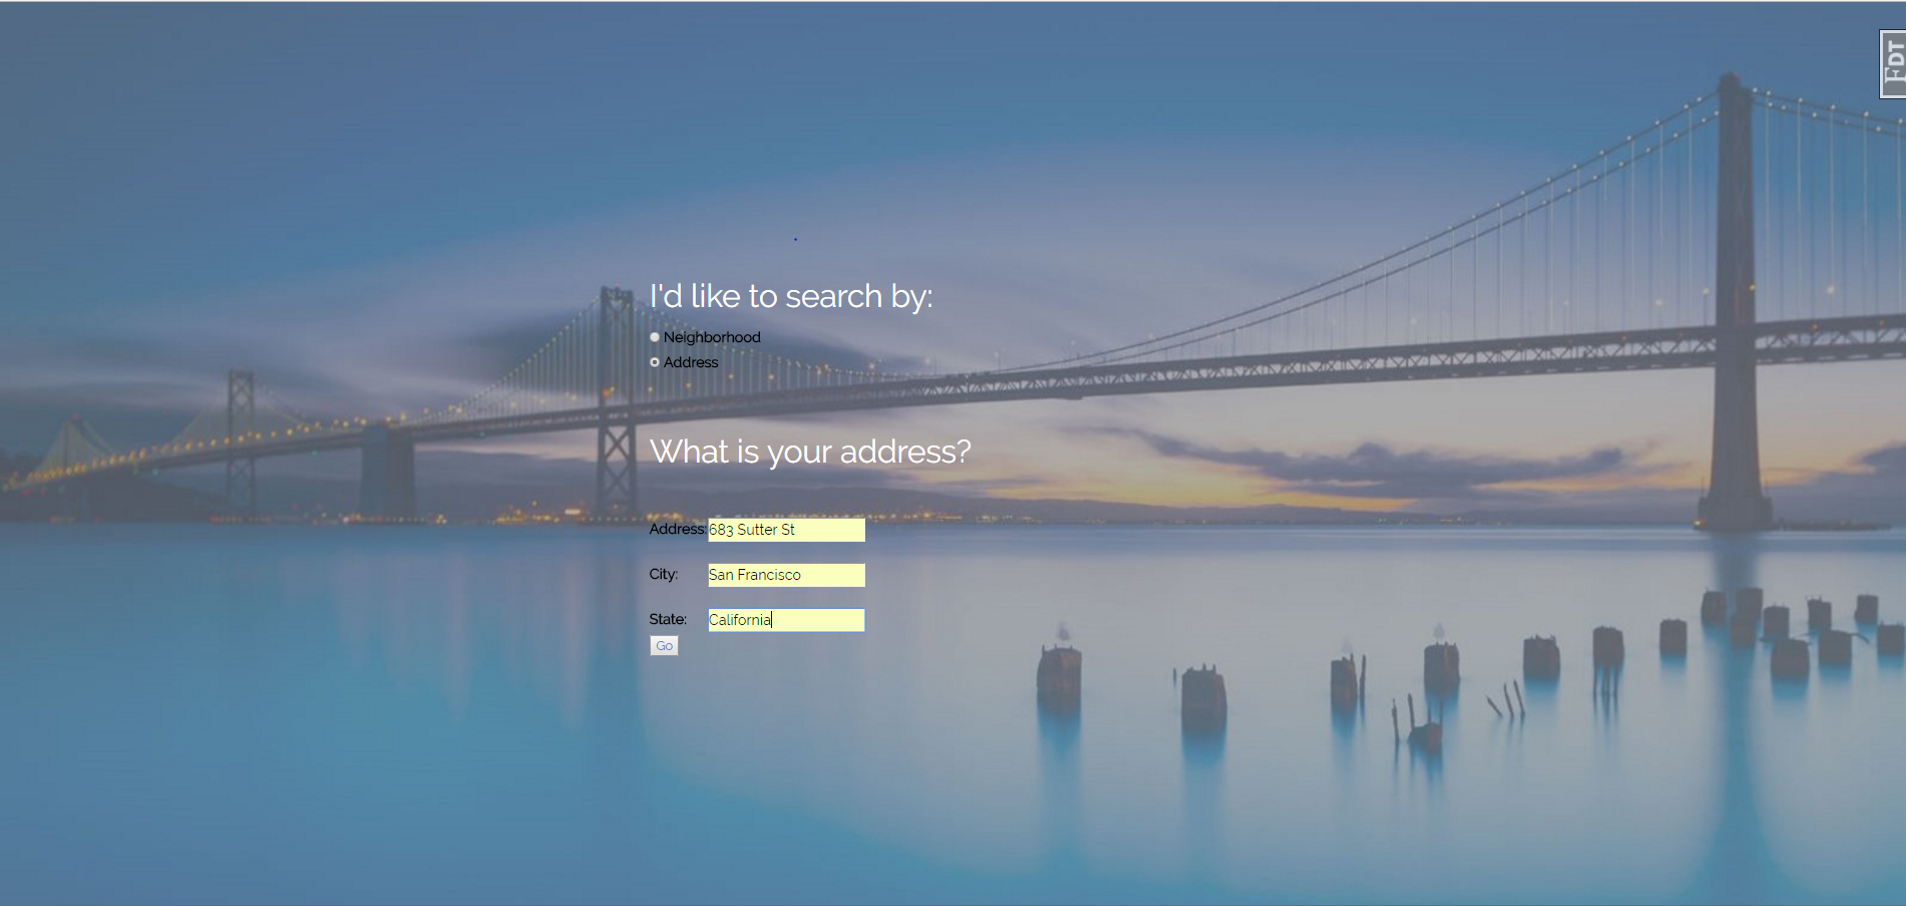 FDT
I'd like to search by:
Neighborhood
Address
What is your address?
Address: 683 Sutter St
City: San Francisco
State: California
Go